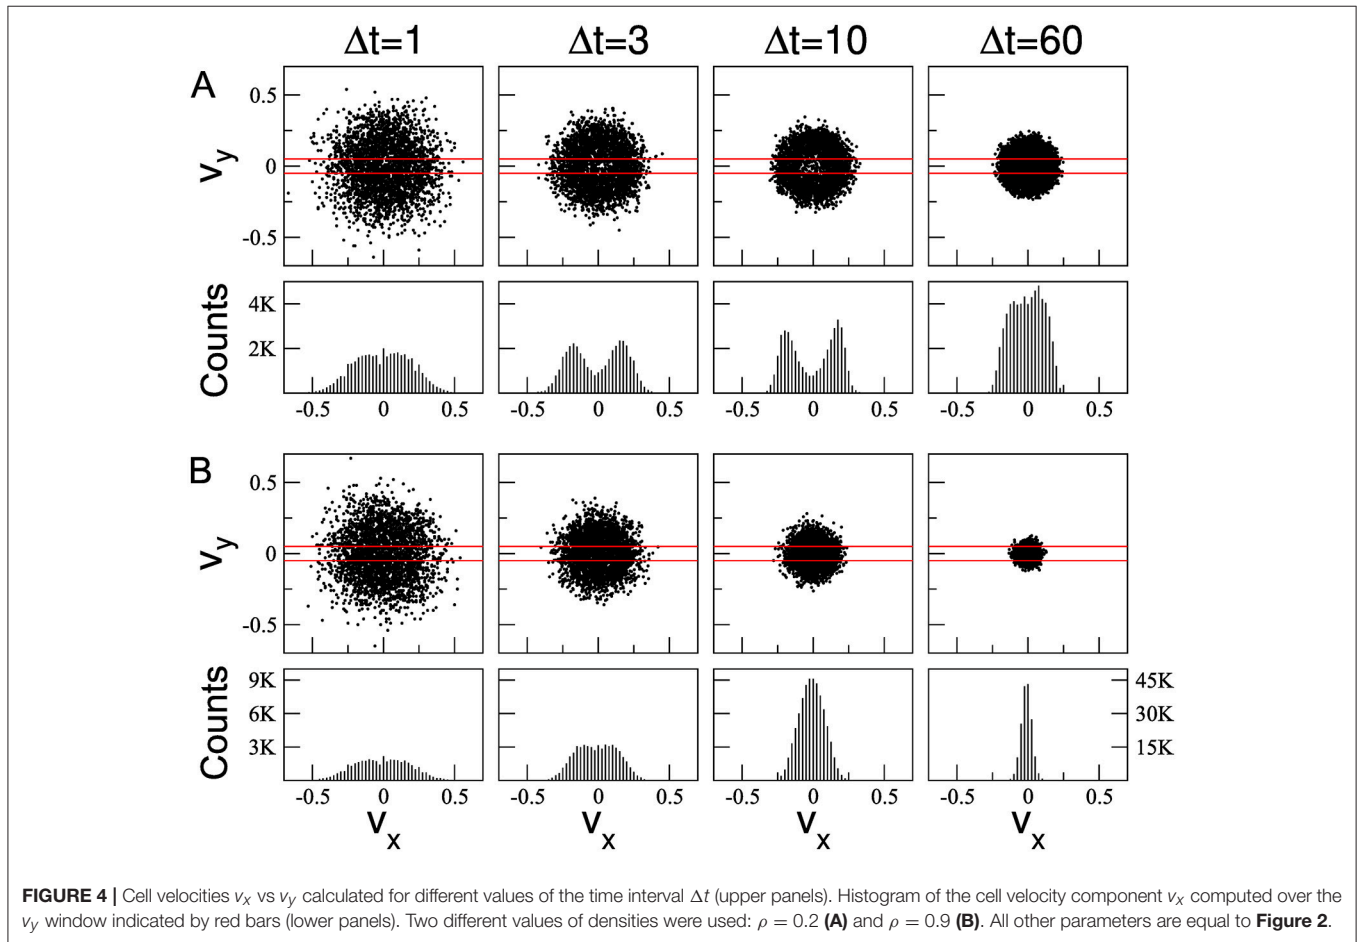 Δt=1 Δt=3 Δt=10 Δt=60
A
0.5
v_y 0
-0.5
Counts 4K
2K
-0.5 0 0.5 -0.5 0 0.5 -0.5 0 0.5 -0.5 0 0.5
B
0.5
v_y 0
-0.5
Counts 9K 45K
6K 30K
3K 15K
-0.5 0 0.5 -0.5 0 0.5 -0.5 0 0.5 -0.5 0 0.5
v_x v_x v_x v_x
FIGURE 4 | Cell velocities v_x vs v_y calculated for different values of the time interval Δt (upper panels). Histogram of the cell velocity component v_x computed over the
v_y window indicated by red bars (lower panels). Two different values of densities were used: ρ = 0.2 (A) and ρ = 0.9 (B). All other parameters are equal to Figure 2.